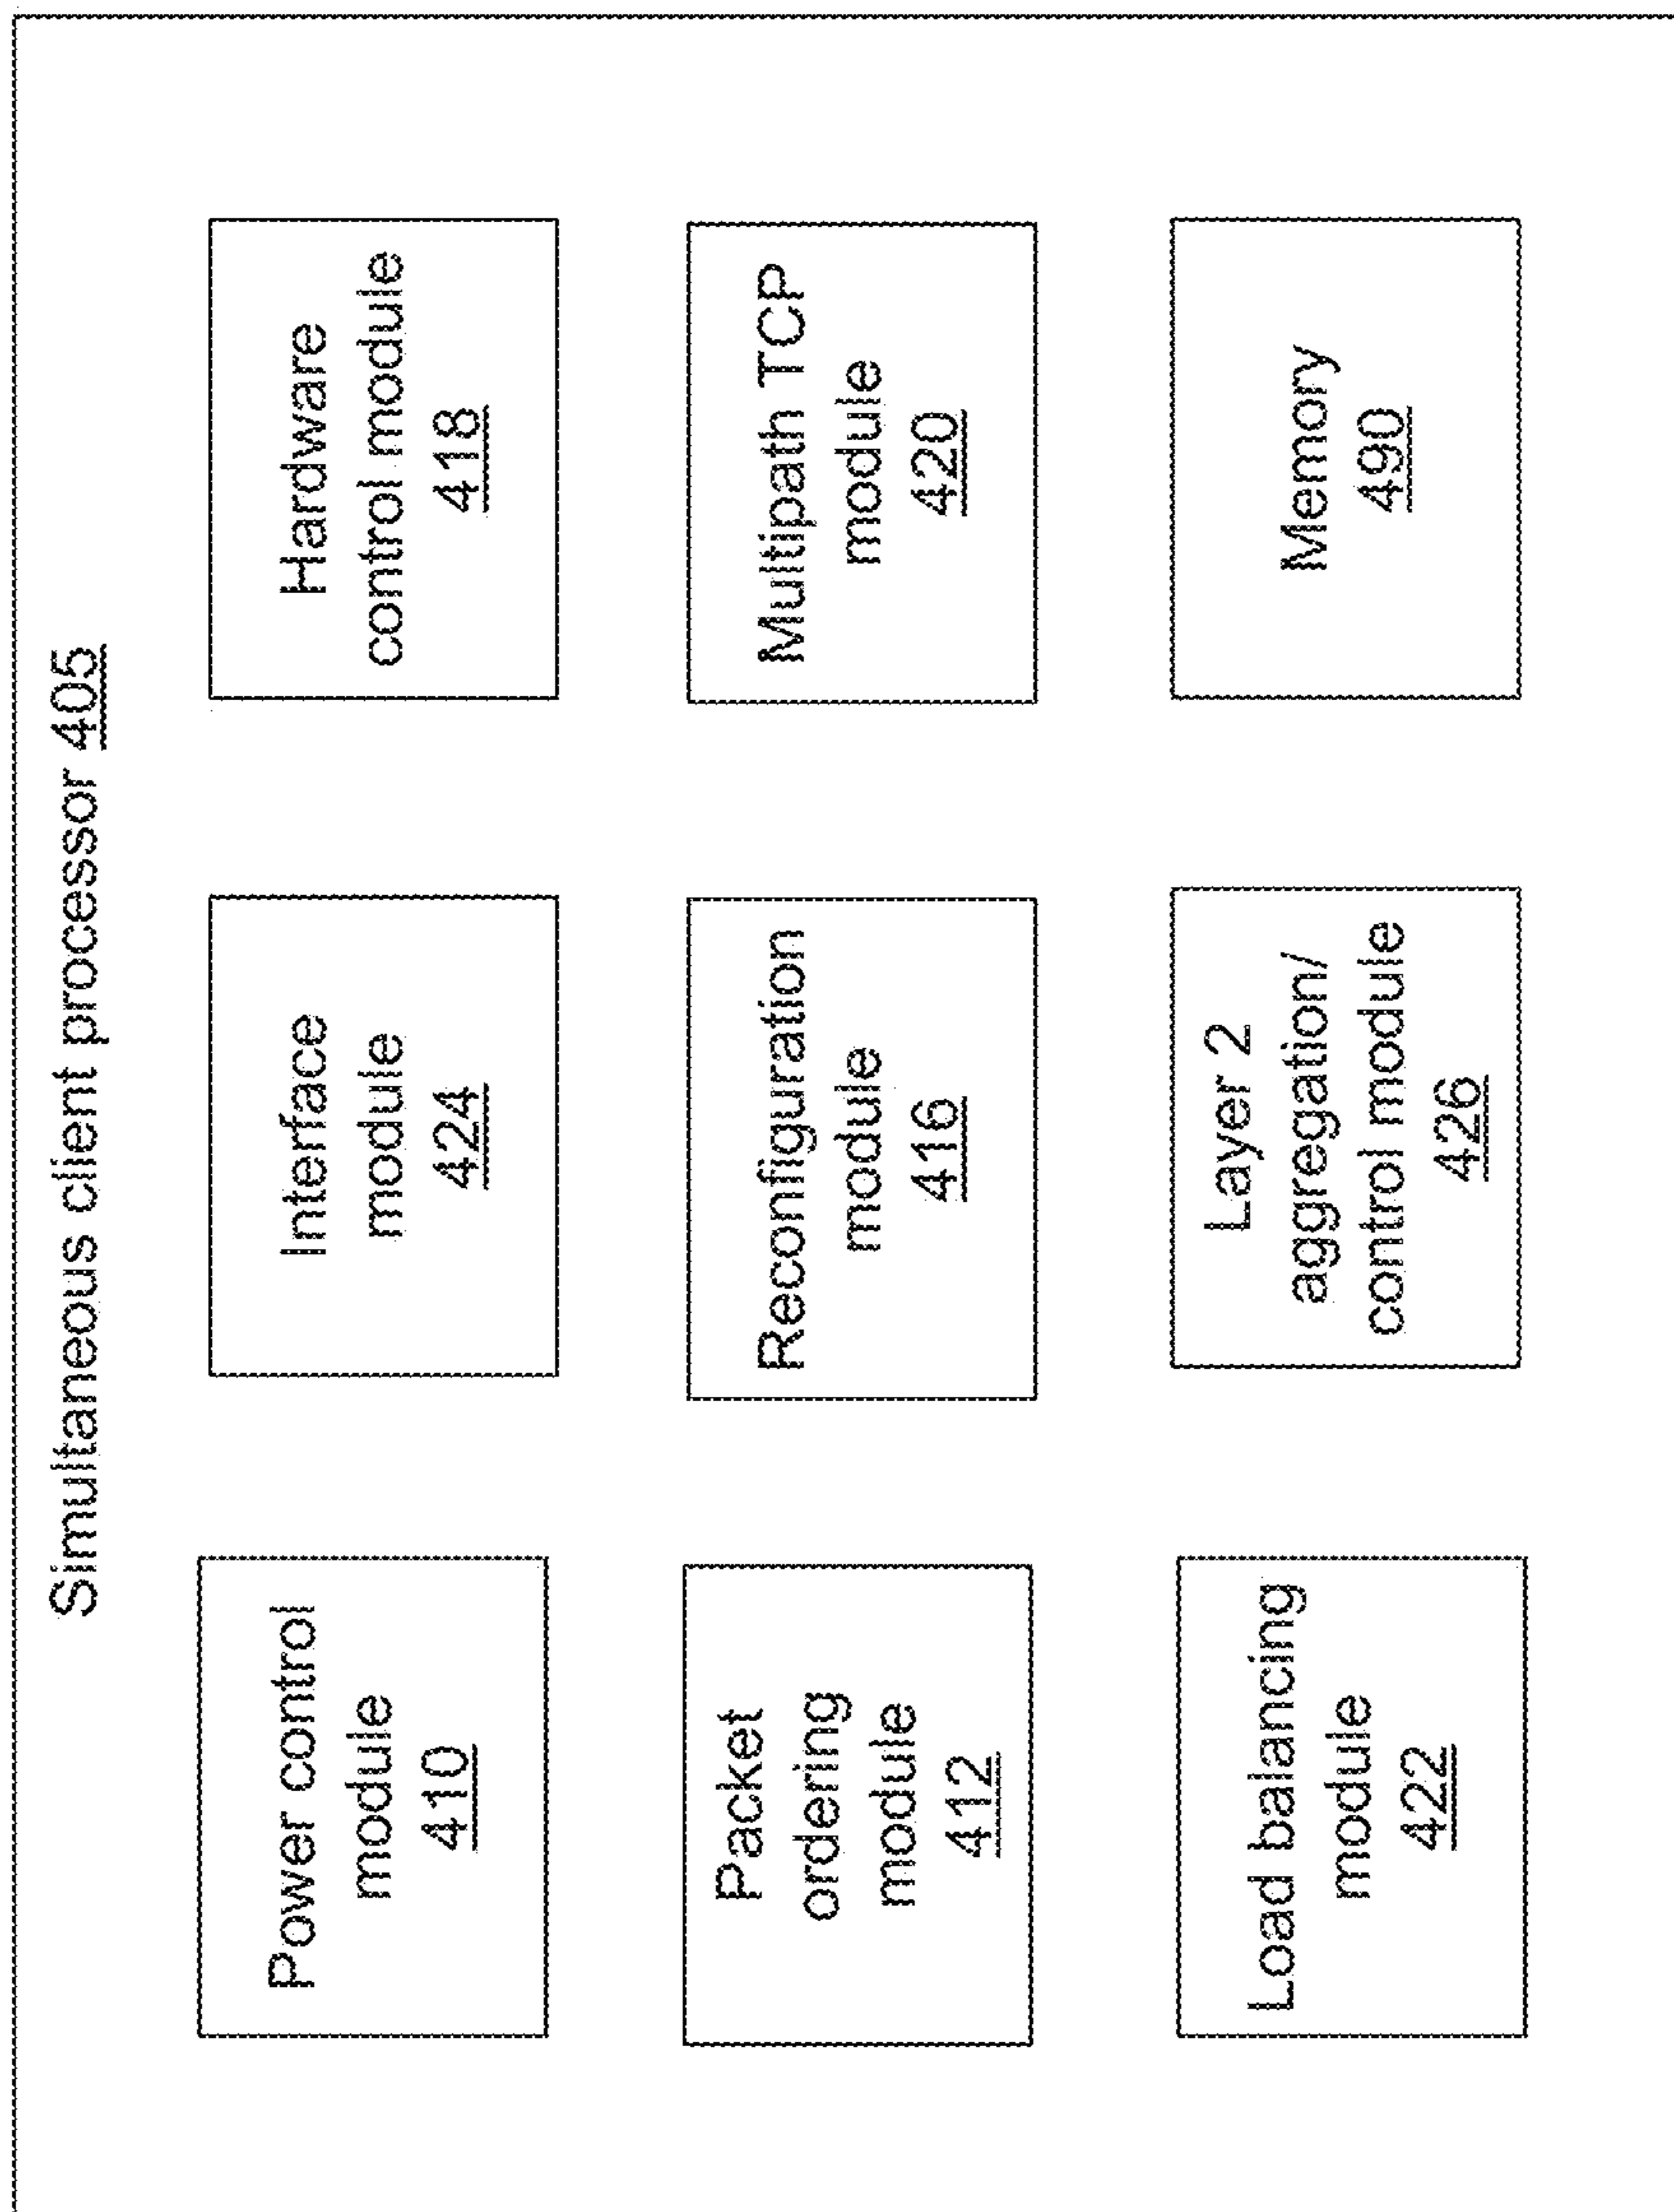 Simultaneous client processor 405
Power control
module
410
Interface
module
424
Hardware
control module
418
Packet
ordering
module
412
Reconfiguration
module
416
Multipath TCP
module
420
Load balancing
module
422
Layer 2
aggregation/
control module
426
Memory
490